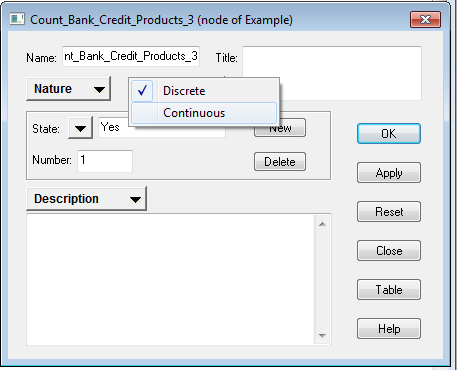 Count_Bank_Credit_Products_3 (node of Example)
Name: nt_Bank_Credit_Products_3 Title:
Nature
Discrete
Continuous
State: Yes New
Number: 1 Delete
Description
OK
Apply
Reset
Close
Table
Help